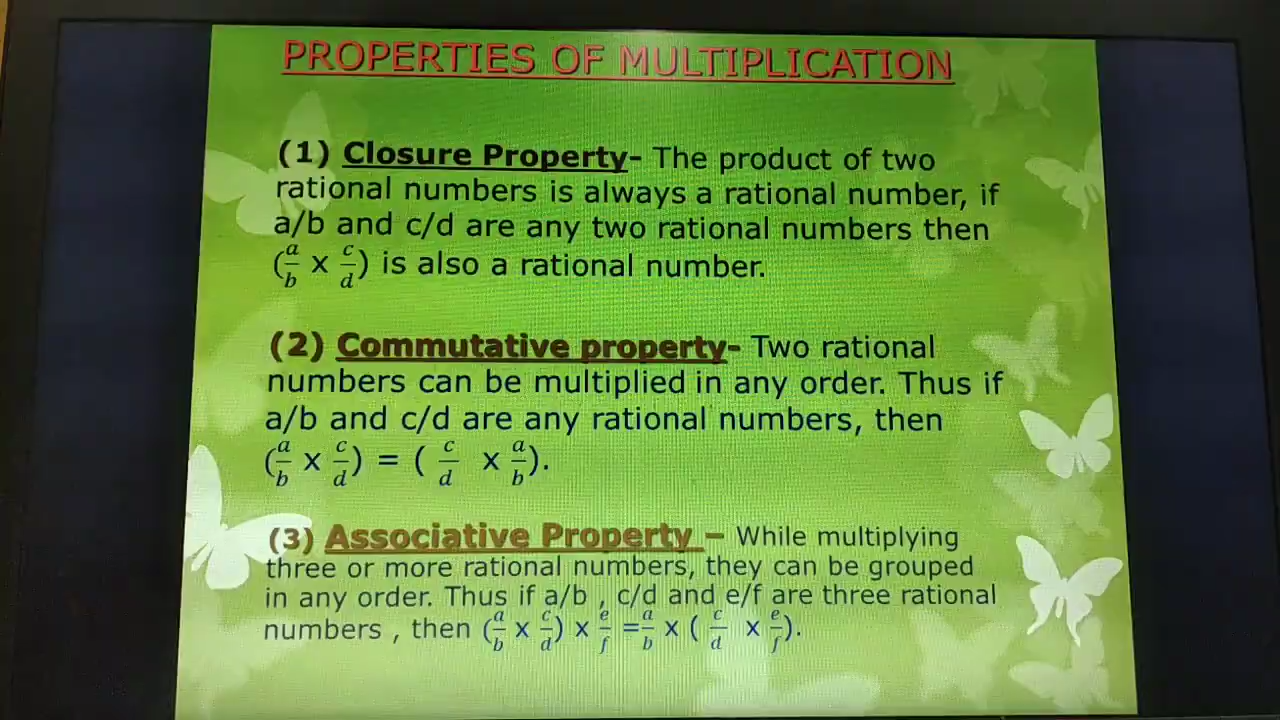 PROPERTIES OF MULTIPLICATION
(1) Closure Property- The product of two
rational numbers is always a rational number, if
a/b and c/d are any two rational numbers then
(a/b x c/d) is also a rational number.
(2) Commutative property- Two rational
numbers can be multiplied in any order. Thus if
a/b and c/d are any rational numbers, then
(a/b x c/d) = ( c/d x a/b).
(3) Associative Property – While multiplying
three or more rational numbers, they can be grouped
in any order. Thus if a/b , c/d and e/f are three rational
numbers , then (a/b x c/d) x e/f =a/b x ( c/d x e/f).